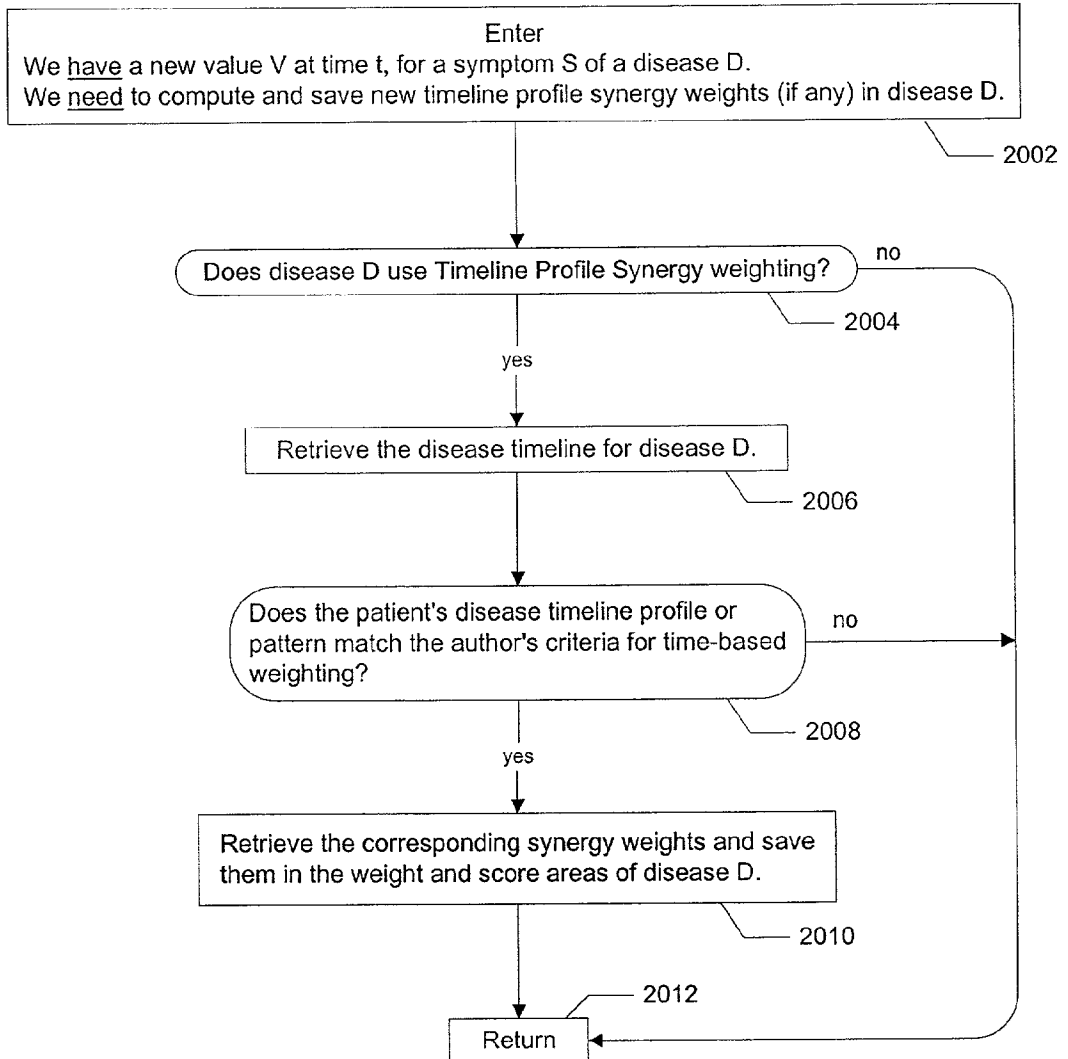 Enter
We have a new value V at time t, for a symptom S of a disease D.
We need to compute and save new timeline profile synergy weights (if any) in disease D.
2002
Does disease D use Timeline Profile Synergy weighting?
no
2004
yes
Retrieve the disease timeline for disease D.
2006
Does the patient's disease timeline profile or
pattern match the author's criteria for time-based
weighting?
no
2008
yes
Retrieve the corresponding synergy weights and save
them in the weight and score areas of disease D.
2010
2012
Return